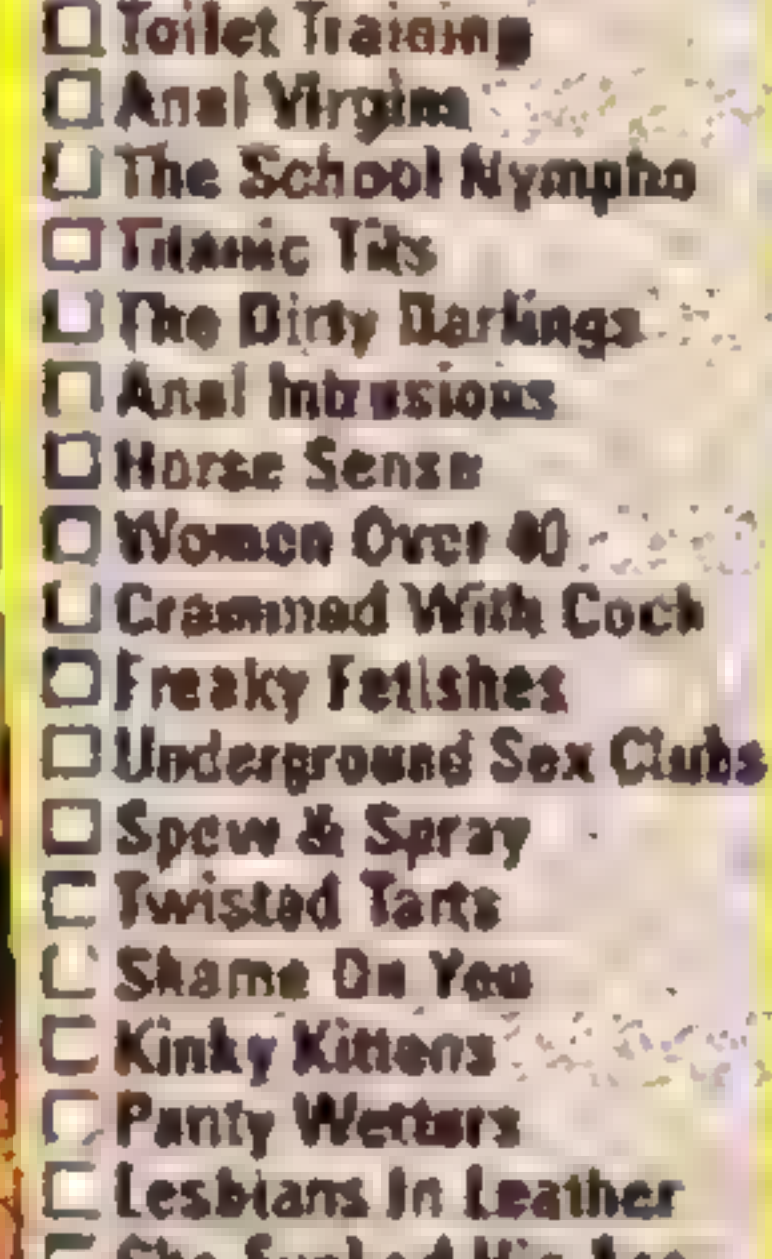 ☐ Toilet Training
☐ Anal Virgins
☐ The School Nympho
☐ Titanic Tits
☐ The Dirty Darlings
☐ Anal Intrusions
☐ Horse Sense
☐ Women Over 40
☐ Crammed With Cock
☐ Freaky Fetishes
☐ Underground Sex Clubs
☐ Spew & Spray
☐ Twisted Tarts
☐ Shame On You
☐ Kinky Kittens
☐ Panty Wetters
☐ Lesbians In Leather